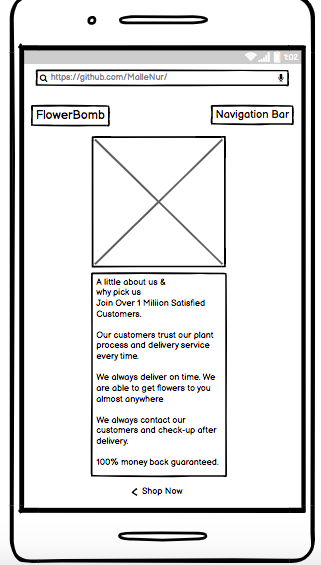 1:02
https://github.com/MalleNur/
FlowerBomb
Navigation Bar
A little about us &
why pick us
Join Over 1 Million Satisfied
Customers.
Our customers trust our plant
process and delivery service
every time.
We always deliver on time. We
are able to get flowers to you
almost anywhere
We always contact our
customers and check-up after
delivery.
100% money back guaranteed.
< Shop Now